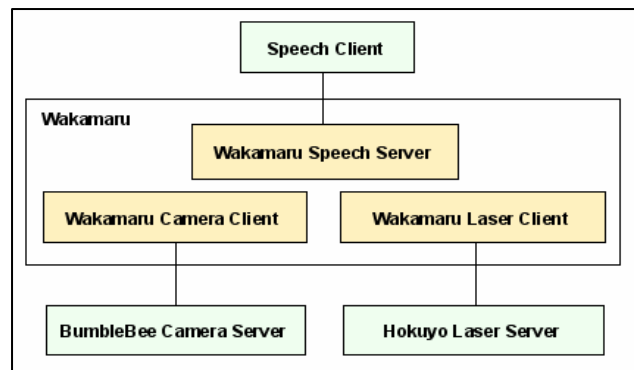 Speech Client
Wakamaru
Wakamaru Speech Server
Wakamaru Camera Client
Wakamaru Laser Client
BumbleBee Camera Server
Hokuyo Laser Server